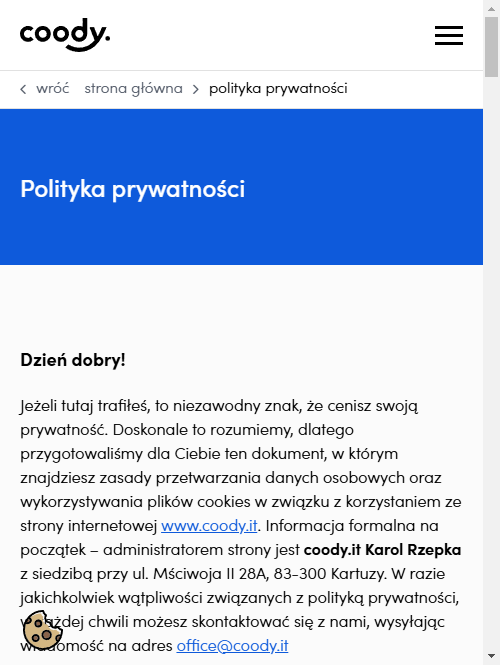 coody.
wróć strona główna polityka prywatności
Polityka prywatności
Dzień dobry!
Jeżeli tutaj trafiłeś, to niezawodny znak, że cenisz swoją
prywatność. Doskonale to rozumiemy, dlatego
przygotowaliśmy dla Ciebie ten dokument, w którym
znajdziesz zasady przetwarzania danych osobowych oraz
wykorzystywania plików cookies w związku z korzystaniem ze
strony internetowej www.coody.it. Informacja formalna na
początek – administratorem strony jest coody.it Karol Rzepka
z siedzibą przy ul. Mściwoja II 28A, 83-300 Kartuzy. W razie
jakichkolwiek wątpliwości związanych z polityką prywatności,
chwili możesz skontaktować się z nami, wysyłając
na adres office@coody.it